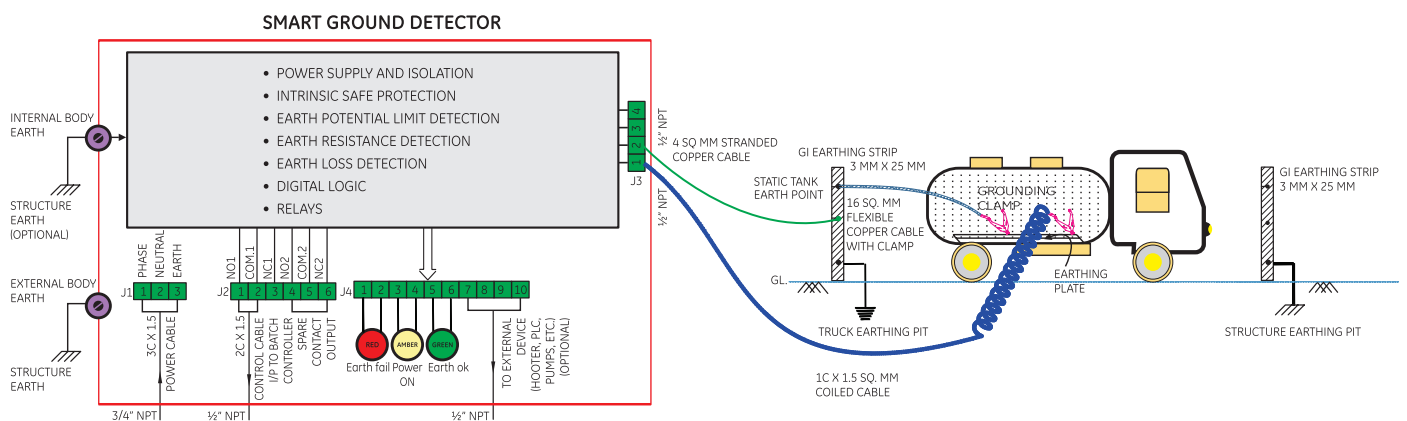 SMART GROUND DETECTOR
• POWER SUPPLY AND ISOLATION
• INTRINSIC SAFE PROTECTION
• EARTH POTENTIAL LIMIT DETECTION
• EARTH RESISTANCE DETECTION
• EARTH LOSS DETECTION
• DIGITAL LOGIC
• RELAYS
INTERNAL BODY
EARTH
STRUCTURE
EARTH
(OPTIONAL)
EXTERNAL BODY
EARTH
STRUCTURE
EARTH
PHASE
NEUTRAL
EARTH
J1
1 2 3
3C X 1.5
POWER CABLE
3/4" NPT
NO1
COM.1
NC1
NO2
COM.2
NC2
J2
1 2 3 4 5 6
2C X 1.5
CONTROL CABLE
I/P TO BATCH
CONTROLLER
SPARE
CONTACT
OUTPUT
½" NPT
J4
1 2 3 4 5 6 7 8 9 10
RED
AMBER
GREEN
Earth fail
Power
ON
Earth ok
TO EXTERNAL
DEVICE
(HOOTER, PLC,
PUMPS, ETC.)
(OPTIONAL)
½" NPT
4
3
2
1
J3
½" NPT
½" NPT
4 SQ MM STRANDED
COPPER CABLE
GI EARTHING STRIP
3 MM X 25 MM
STATIC TANK
EARTH POINT
16 SQ. MM
FLEXIBLE
COPPER CABLE
WITH CLAMP
GROUNDING
CLAMP
EARTHING
PLATE
GL.
TRUCK EARTHING PIT
1C X 1.5 SQ. MM
COILED CABLE
GI EARTHING STRIP
3 MM X 25 MM
STRUCTURE EARTHING PIT